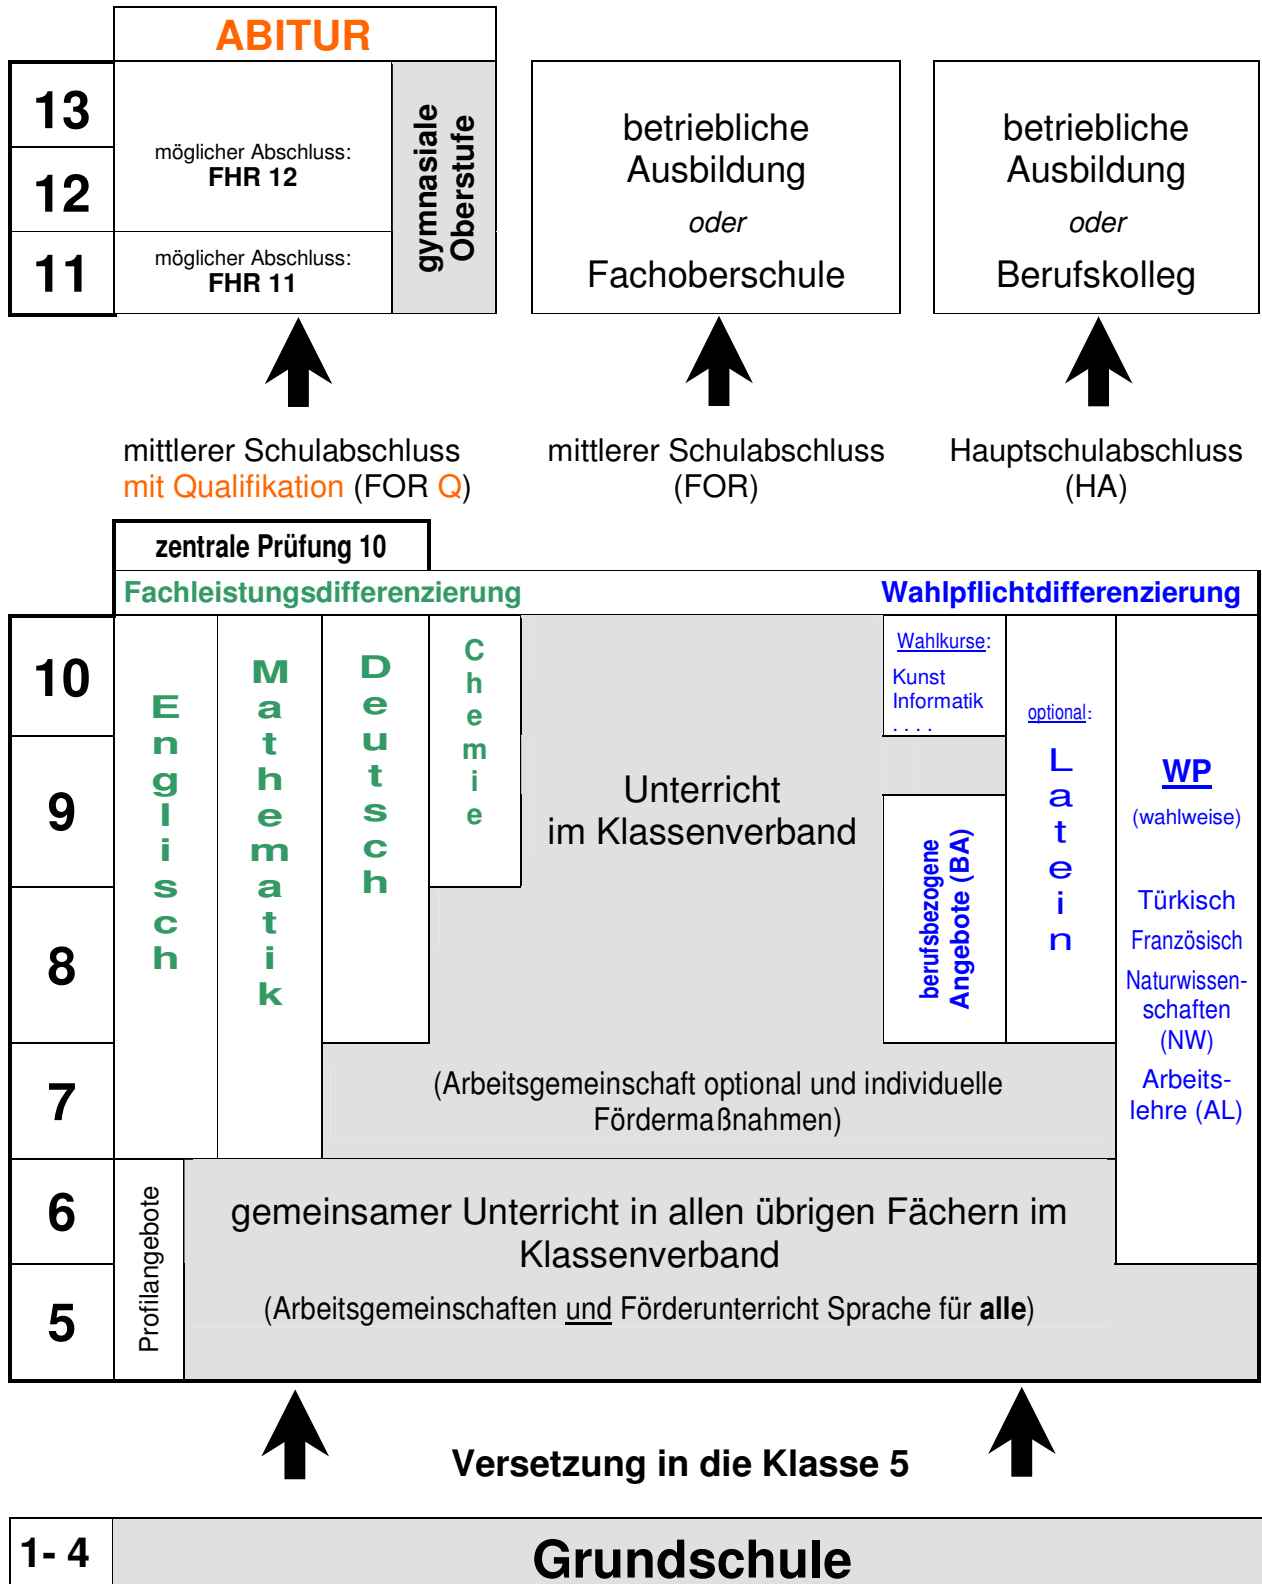 ABITUR
13
12
11
möglicher Abschluss:
FHR 12
möglicher Abschluss:
FHR 11
gymnasiale
Oberstufe
betriebliche
Ausbildung
oder
Fachoberschule
betriebliche
Ausbildung
oder
Berufskolleg
mittlerer Schulabschluss
mit Qualifikation (FOR Q)
mittlerer Schulabschluss
(FOR)
Hauptschulabschluss
(HA)
zentrale Prüfung 10
Fachleistungsdifferenzierung
Wahlpflichtdifferenzierung
10
9
8
7
6
5
Englisch
Mathematik
Deutsch
Chemie
Unterricht
im Klassenverband
Wahlkurse:
Kunst
Informatik
. . . .
berufsbezogene
Angebote (BA)
optional:
Latein
WP
(wahlweise)
Türkisch
Französisch
Naturwissen-
schaften
(NW)
Arbeits-
lehre (AL)
(Arbeitsgemeinschaft optional und individuelle
Fördermaßnahmen)
Profilangebote
gemeinsamer Unterricht in allen übrigen Fächern im
Klassenverband
(Arbeitsgemeinschaften und Förderunterricht Sprache für alle)
Versetzung in die Klasse 5
1- 4
Grundschule